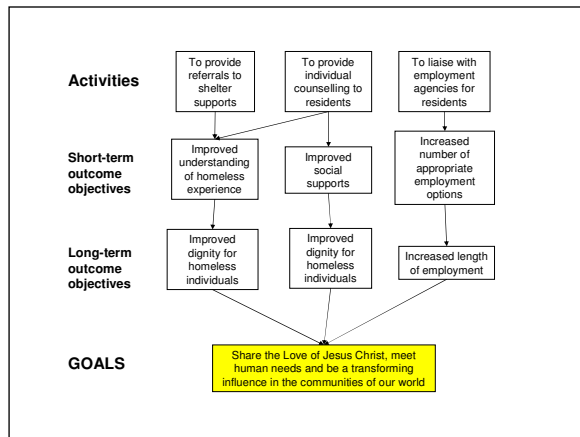 Activities
To provide
referrals to
shelter
supports
To provide
individual
counselling to
residents
To liaise with
employment
agencies for
residents
Short-term
outcome
objectives
Improved
understanding
of homeless
experience
Improved
social
supports
Increased
number of
appropriate
employment
options
Long-term
outcome
objectives
Improved
dignity for
homeless
individuals
Improved
dignity for
homeless
individuals
Increased length
of employment
GOALS
Share the Love of Jesus Christ, meet
human needs and be a transforming
influence in the communities of our world